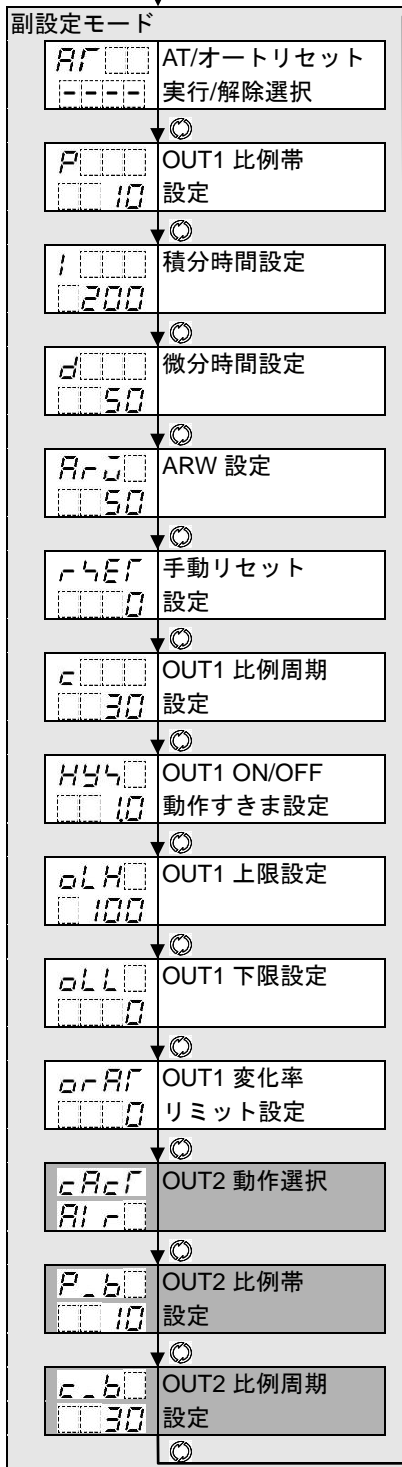 副設定モード
AT
AT/オートリセット
----
実行/解除選択
P
OUT1 比例帯
10
設定
I
積分時間設定
200
d
微分時間設定
50
ArW
ARW 設定
50
rSET
手動リセット
0
設定
c
OUT1 比例周期
30
設定
HYS
OUT1 ON/OFF
1.0
動作すきま設定
oLH
OUT1 上限設定
100
oLL
OUT1 下限設定
0
orAT
OUT1 変化率
0
リミット設定
cAcT
OUT2 動作選択
AIr
P_b
OUT2 比例帯
10
設定
c_b
OUT2 比例周期
30
設定